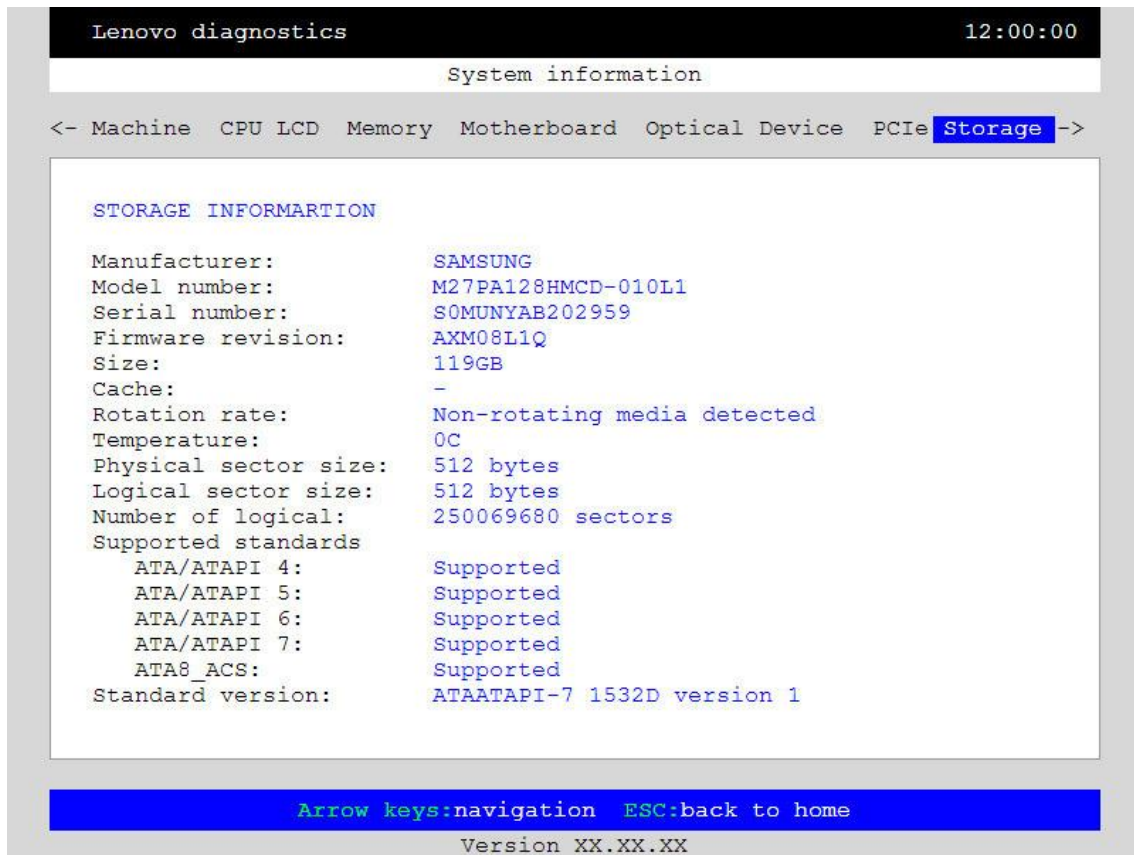 Lenovo diagnostics 12:00:00
System information
<- Machine CPU LCD Memory Motherboard Optical Device PCIe Storage ->
STORAGE INFORMARTION
Manufacturer: SAMSUNG
Model number: M27PA128HMCD-010L1
Serial number: S0MUNYAB202959
Firmware revision: AXM08L1Q
Size: 119GB
Cache: -
Rotation rate: Non-rotating media detected
Temperature: 0C
Physical sector size: 512 bytes
Logical sector size: 512 bytes
Number of logical: 250069680 sectors
Supported standards
ATA/ATAPI 4: Supported
ATA/ATAPI 5: Supported
ATA/ATAPI 6: Supported
ATA/ATAPI 7: Supported
ATA8_ACS: Supported
Standard version: ATAATAPI-7 1532D version 1
Arrow keys:navigation ESC:back to home
Version XX.XX.XX